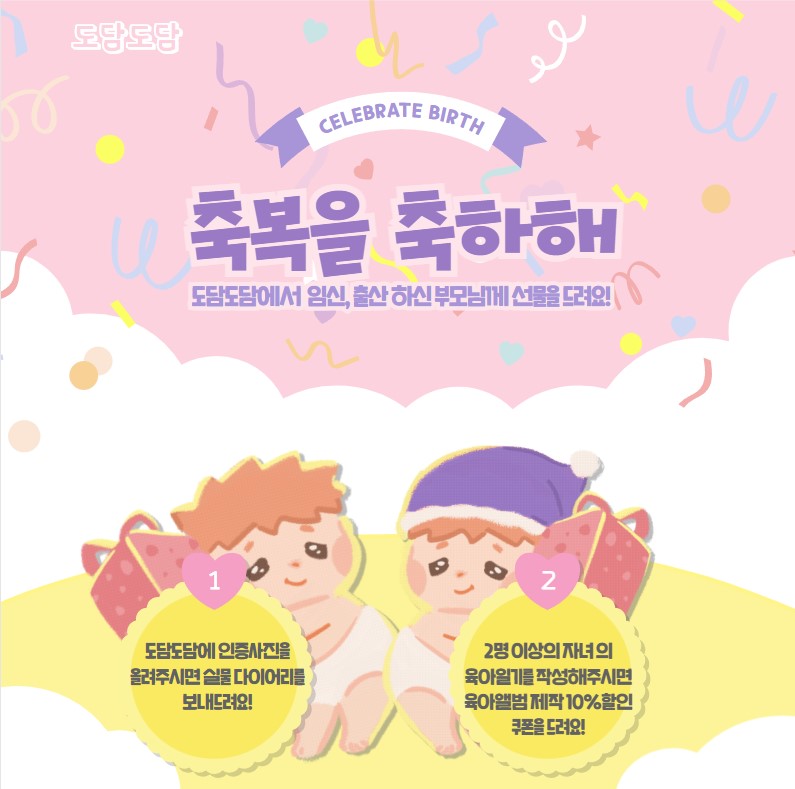 도담도담
CELEBRATE BIRTH
축복을 축하해
도담도담에서 임신, 출산 하신 부모님께 선물을 드려요!
1
2
도담도담에 인증사진을
올려주시면 실물 다이어리를
보내드려요!
2명 이상의 자녀 의
육아일기를 작성해주시면
육아앨범 제작 10%할인
쿠폰을 드려요!